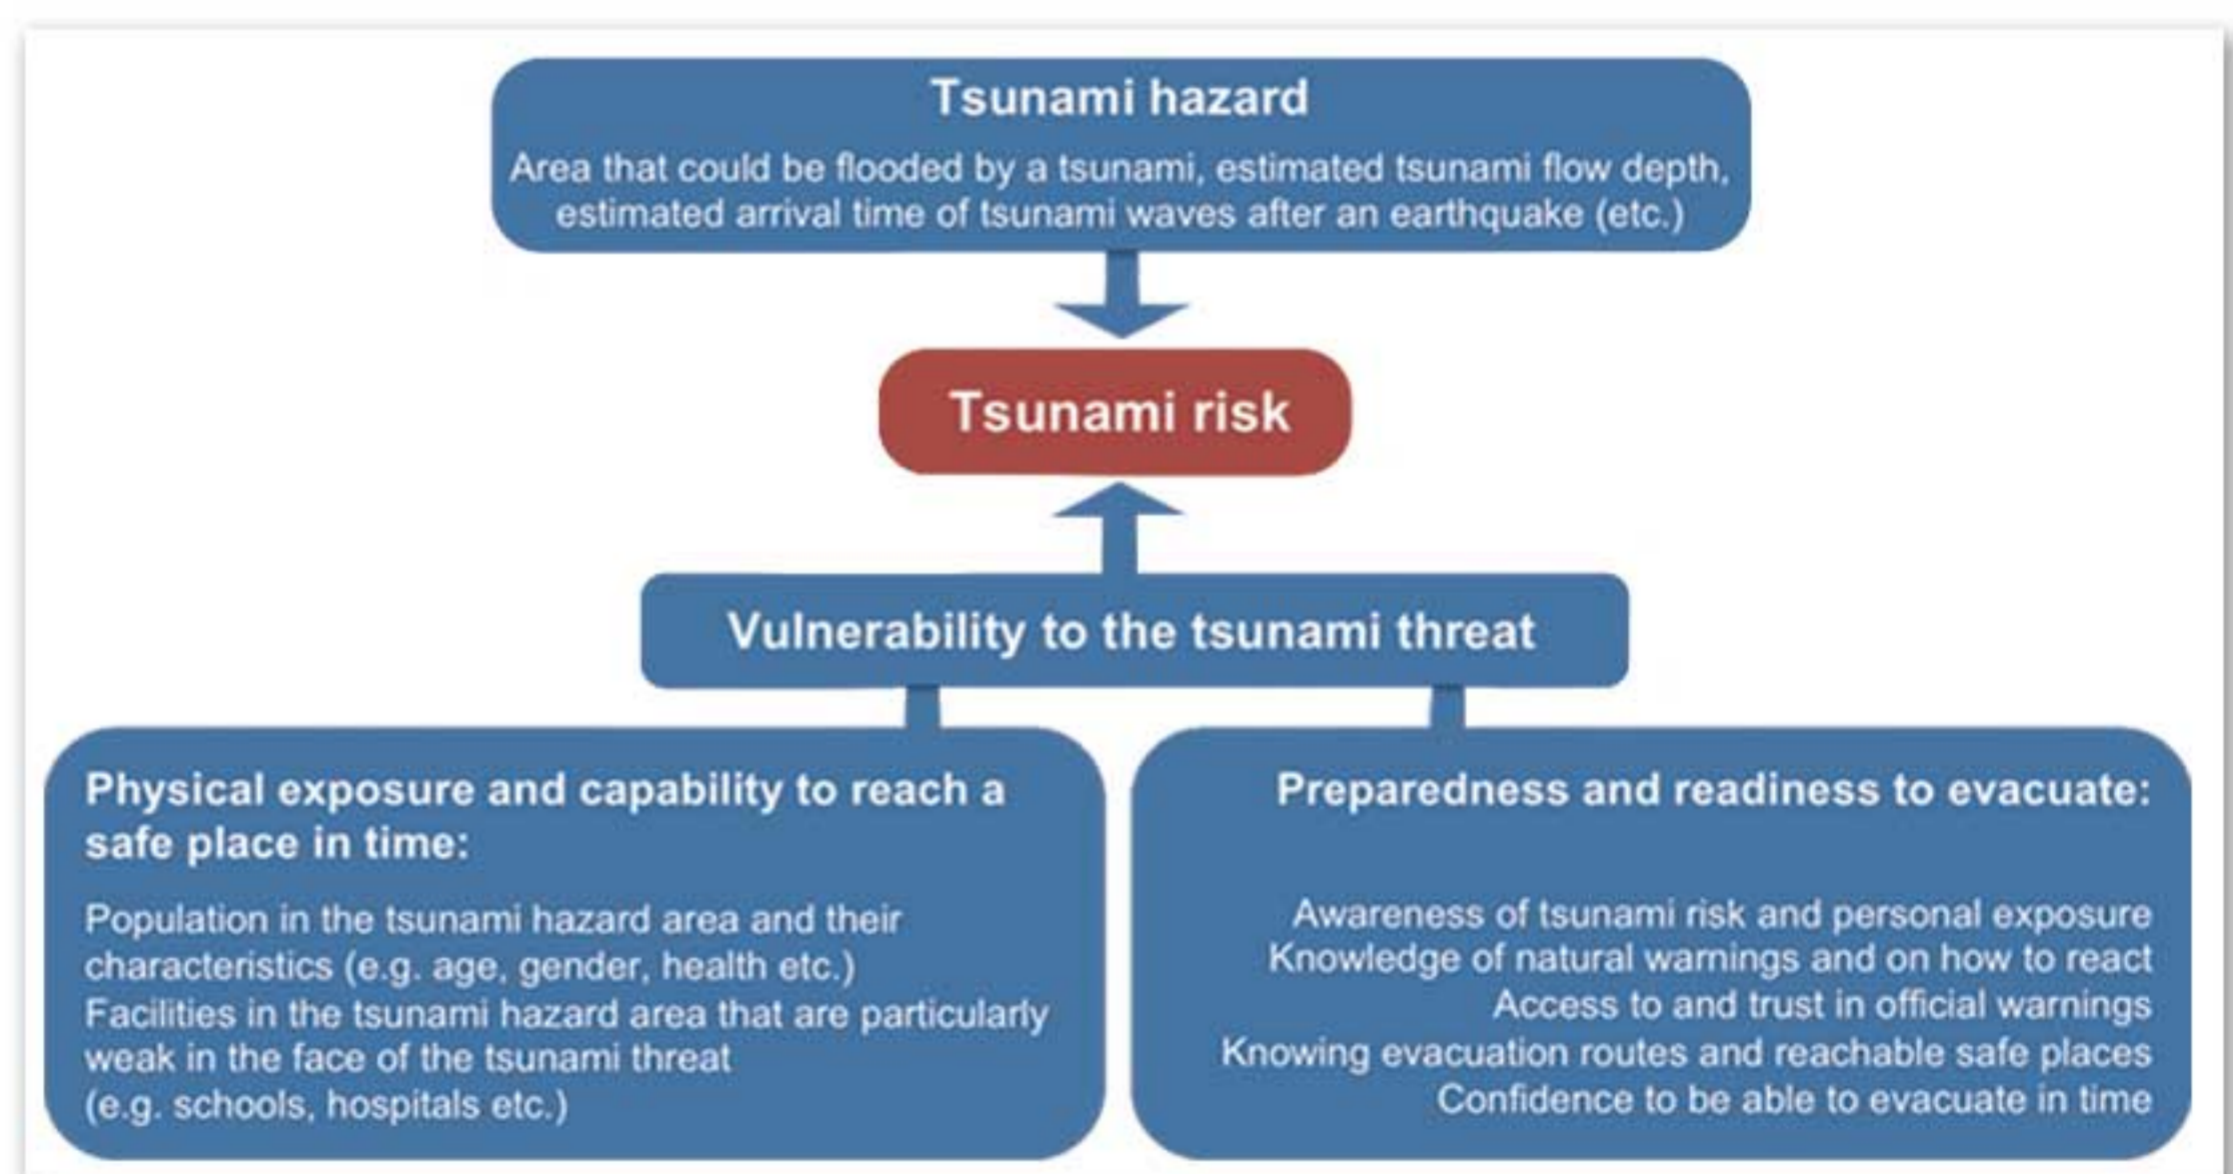 Tsunami hazard
Area that could be flooded by a tsunami, estimated tsunami flow depth,
estimated arrival time of tsunami waves after an earthquake (etc.)
Tsunami risk
Vulnerability to the tsunami threat
Physical exposure and capability to reach a
safe place in time:
Population in the tsunami hazard area and their
characteristics (e.g. age, gender, health etc.)
Facilities in the tsunami hazard area that are particularly
weak in the face of the tsunami threat
(e.g. schools, hospitals etc.)
Preparedness and readiness to evacuate:
Awareness of tsunami risk and personal exposure
Knowledge of natural warnings and on how to react
Access to and trust in official warnings
Knowing evacuation routes and reachable safe places
Confidence to be able to evacuate in time